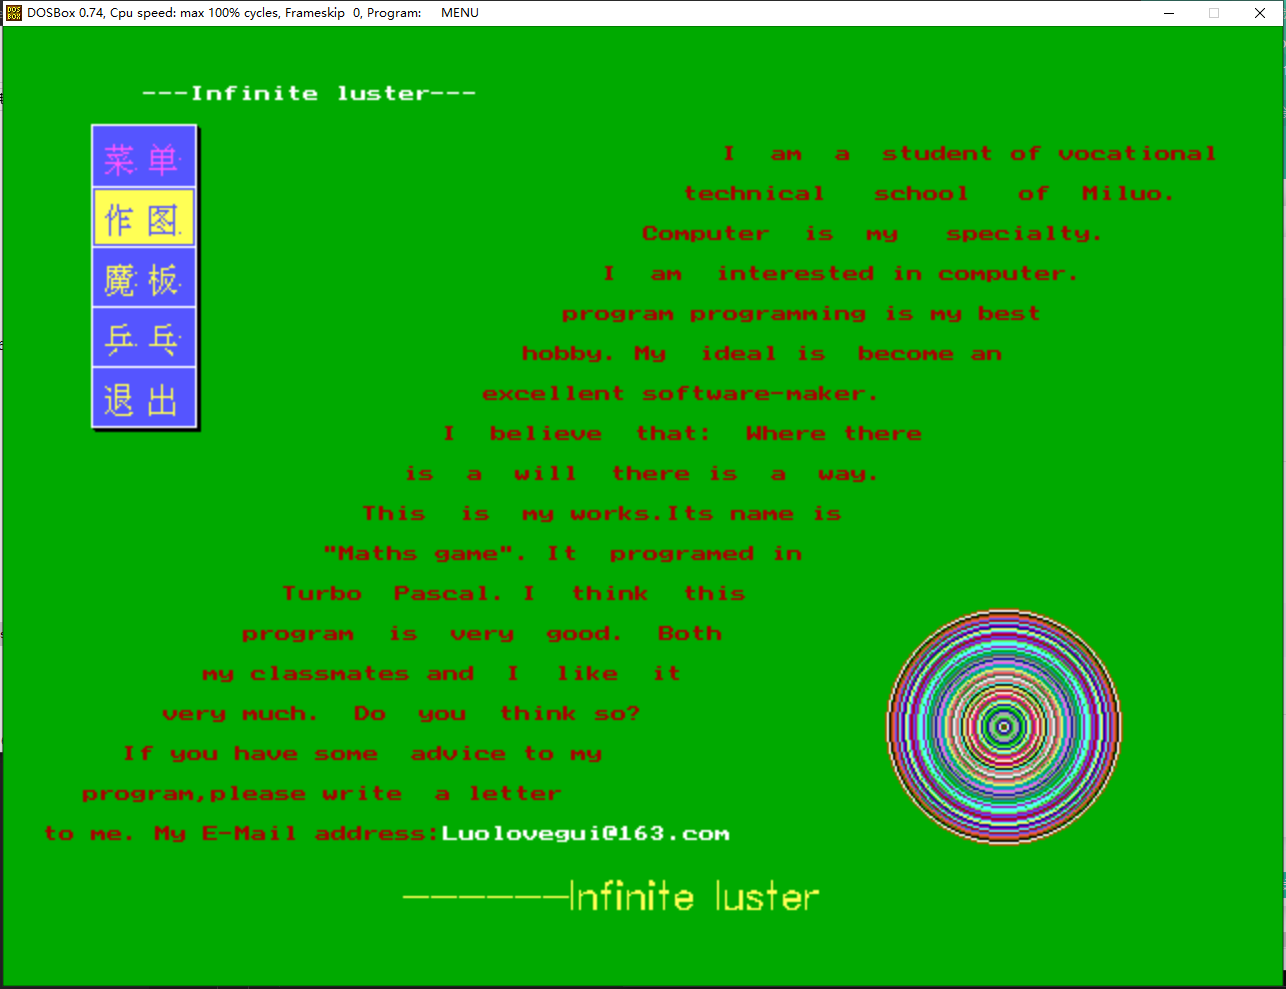 DOSBox 0.74, Cpu speed: max 100% cycles, Frameskip 0, Program: MENU
---Infinite luster---
菜单
作图
魔板
乒乓
退出
I am a student of vocational
technical school of Miluo.
Computer is my specialty.
I am interested in computer.
program programming is my best
hobby. My ideal is become an
excellent software-maker.
I believe that: Where there
is a will there is a way.
This is my works.Its name is
"Maths game". It programed in
Turbo Pascal. I think this
program is very good. Both
my classmates and I like it
very much. Do you think so?
If you have some advice to my
program,please write a letter
to me. My E-Mail address:Luolovegui@163.com
------Infinite luster